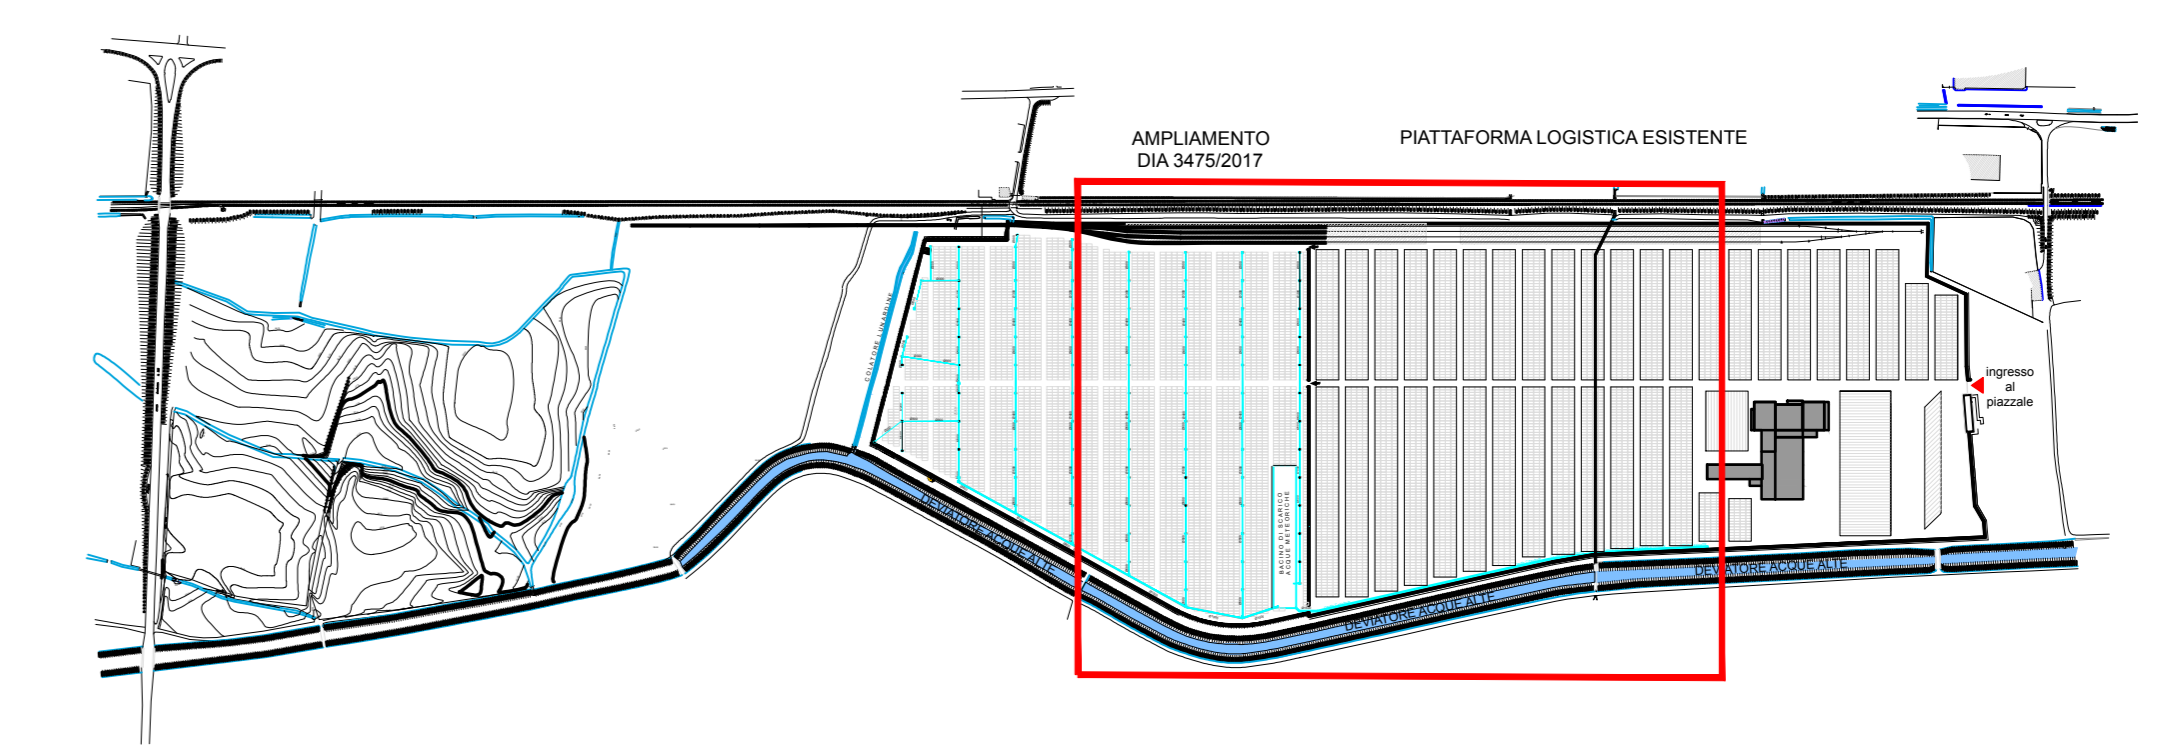 AMPLIAMENTO
DIA 3475/2017
PIATTAFORMA LOGISTICA ESISTENTE
ingresso
al
piazzale
COLATORE LUNARDINE
BACINO DI SCARICO
ACQUE METEORICHE
DEVIATORE ACQUE ALTE
DEVIATORE ACQUE ALTE
DEVIATORE ACQUE ALTE